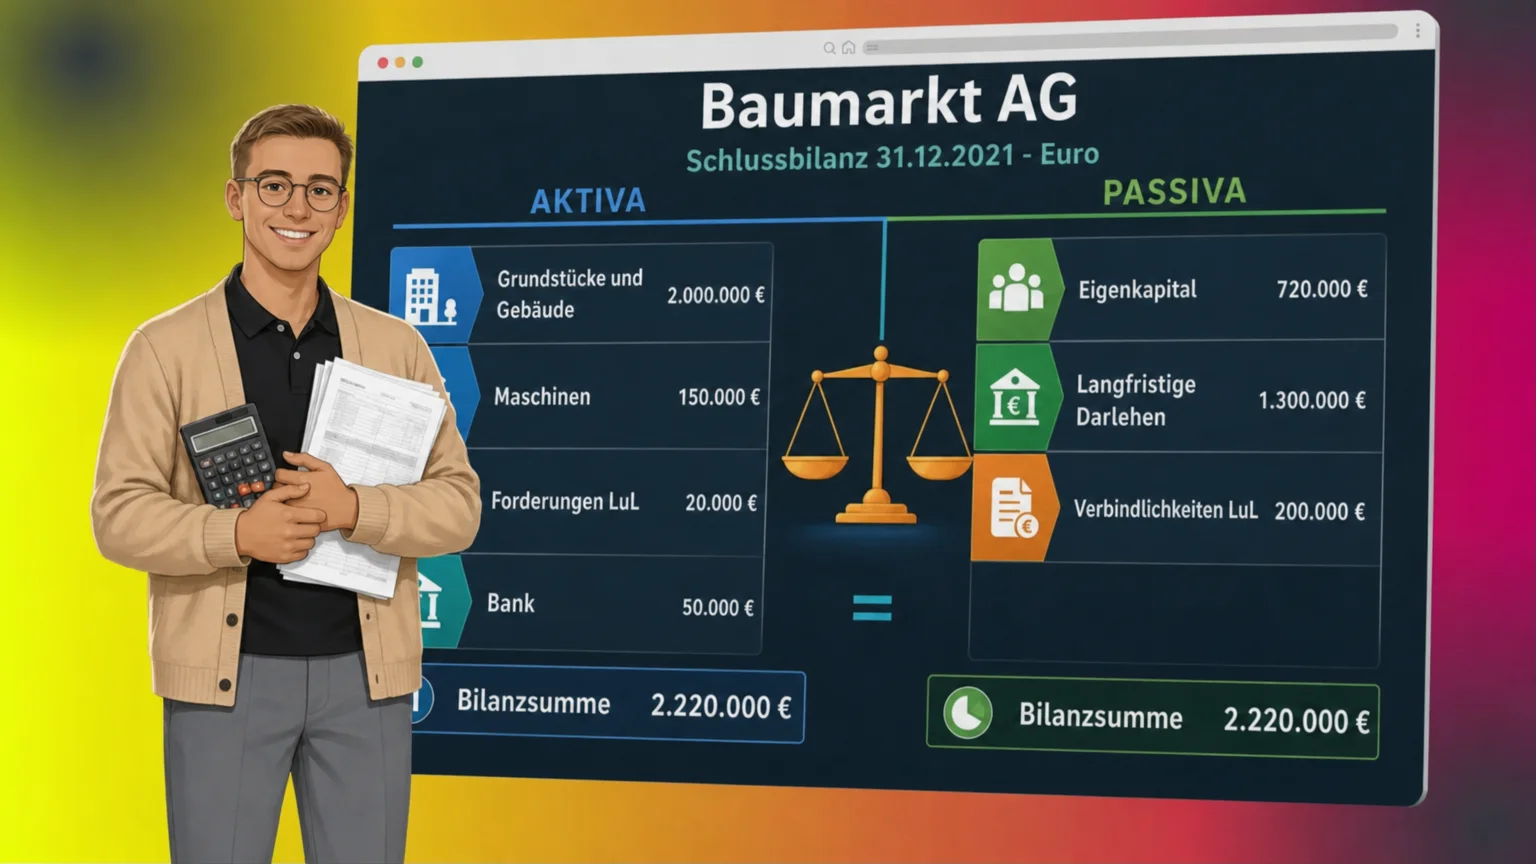 Baumarkt AG
Schlussbilanz 31.12.2021 - Euro
AKTIVA
Grundstücke und
Gebäude
2.000.000 €
Maschinen 150.000 €
Forderungen LuL 20.000 €
Bank 50.000 €
Bilanzsumme 2.220.000 €
=
PASSIVA
Eigenkapital 720.000 €
Langfristige
Darlehen
1.300.000 €
Verbindlichkeiten LuL 200.000 €
Bilanzsumme 2.220.000 €